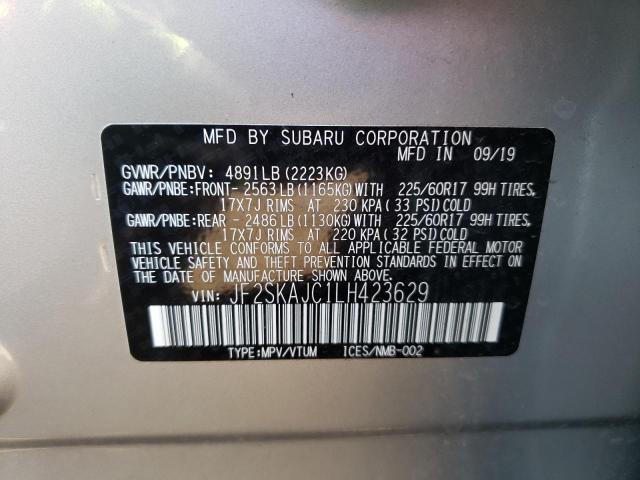 MFD BY SUBARU CORPORATION
MFD IN 09/19
GVWR/PNBV: 4891LB(2223KG)
GAWR/PNBE:FRONT- 2563LB(1165KG)WITH 225/60R17 99H TIRES,
17X7J RIMS AT 230 KPA( 33 PSI)COLD
GAWR/PNBE:REAR - 2486LB(1130KG)WITH 225/60R17 99H TIRES,
17X7J RIMS AT 220 KPA( 32 PSI)COLD
THIS VEHICLE CONFORMS TO ALL APPLICABLE FEDERAL MOTOR
VEHICLE SAFETY AND THEFT PREVENTION STANDARDS IN EFFECT ON
THE DATE OF MANUFACTURE SHOWN ABOVE.
VIN: JF2SKAJC1LH423629
TYPE:MPV/VTUM ICES/NMB-002